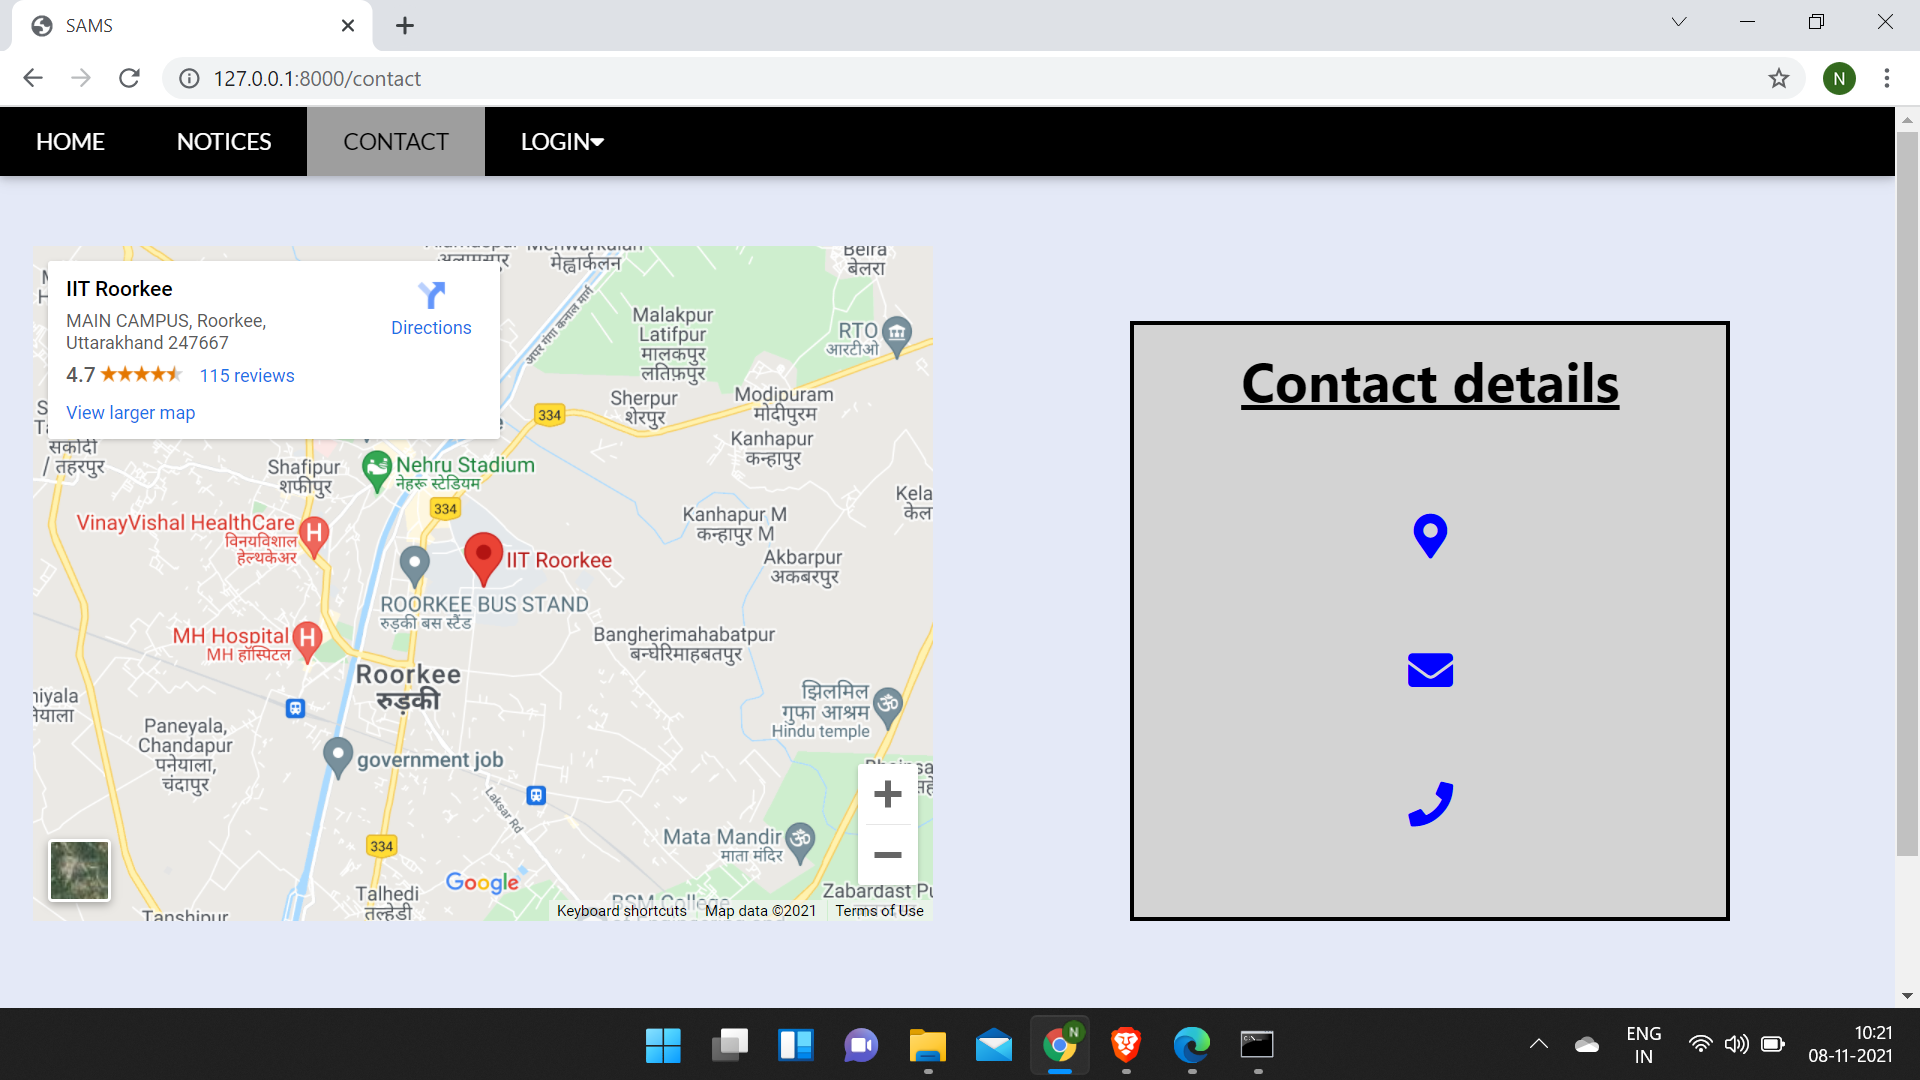 SAMS
127.0.0.1:8000/contact
N
HOME
NOTICES
CONTACT
LOGIN
IIT Roorkee
MAIN CAMPUS, Roorkee,
Uttarakhand 247667
4.7
115 reviews
View larger map
Directions
मेह्वार्कलन
Belra
बेलरा
अपर गंगा कनाल मार्ग
Malakpur
Latifpur
मालकपुर
लतिफ़पुर
RTO
आरटीओ
Sherpur
शेरपुर
Modipuram
मोदीपुरम
334
Kanhapur
कन्हापुर
/ तहरपुर
Shafipur
शफीपुर
Nehru Stadium
नेहरू स्टेडियम
334
Kela
केल
Kanhapur M
कन्हापुर M
VinayVishal HealthCare
विनयविशाल
हेल्थकेअर
H
IIT Roorkee
Akbarpur
अकबरपुर
ROORKEE BUS STAND
रुड़की बस स्टैंड
MH Hospital
MH हॉस्पिटल
H
Bangherimahabatpur
बन्घेरिमाहबतपुर
Roorkee
रुड़की
niyala
नेयाला
झिलमिल
गुफा आश्रम
Hindu temple
Paneyala,
Chandapur
पनेयाला,
चंदापुर
government job
Laksar Rd
Mata Mandir
माता मंदिर
334
Google
Talhedi
तल्हेडी
Zabardast Pu
Tanshipur
Keyboard shortcuts
Map data ©2021
Terms of Use
Contact details
N
ENG
IN
10:21
08-11-2021